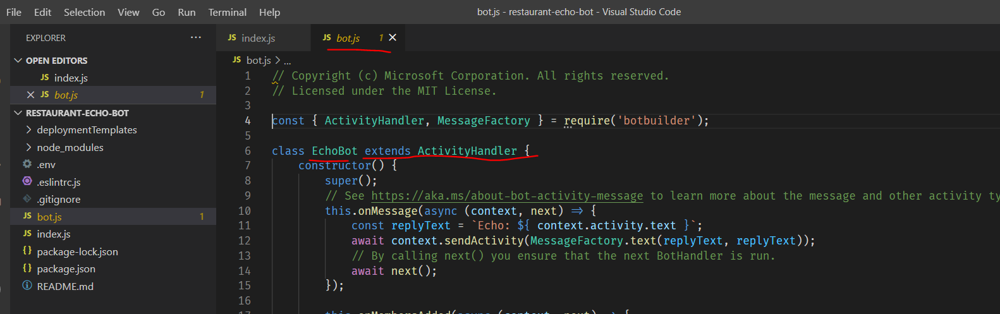 File Edit Selection View Go Run Terminal Help
bot.js - restaurant-echo-bot - Visual Studio Code
EXPLORER ...
OPEN EDITORS
JS index.js
JS bot.js 1
RESTAURANT-ECHO-BOT
deploymentTemplates
node_modules
.env
.eslintrc.js
.gitignore
JS bot.js 1
JS index.js
{} package-lock.json
{} package.json
README.md
JS index.js
JS bot.js 1
JS bot.js > ...
1 // Copyright (c) Microsoft Corporation. All rights reserved.
2 // Licensed under the MIT License.
3
4 const { ActivityHandler, MessageFactory } = require('botbuilder');
5
6 class EchoBot extends ActivityHandler {
7 constructor() {
8 super();
9 // See https://aka.ms/about-bot-activity-message to learn more about the message and other activity ty
10 this.onMessage(async (context, next) => {
11 const replyText = `Echo: ${ context.activity.text }`;
12 await context.sendActivity(MessageFactory.text(replyText, replyText));
13 // By calling next() you ensure that the next BotHandler is run.
14 await next();
15 });
16
17 this.onMembersAdded(async (context, next) => {